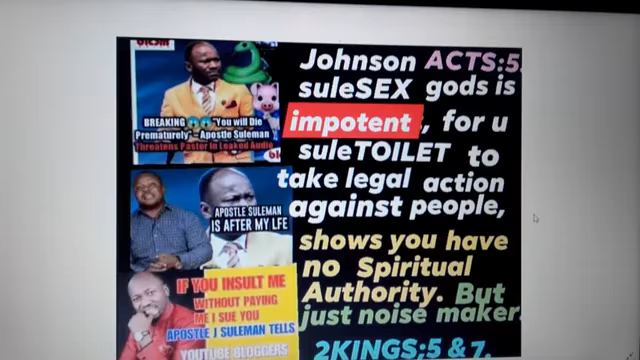 BREAKING "You will Die
Prematurely" – Apostle Suleman
Threatens Pastor In Leaked Audio
APOSTLE SULEMAN
IS AFTER MY LFE
IF YOU INSULT ME
WITHOUT PAYING
ME I SUE YOU
APOSTLE J SULEMAN TELLS
YOUTUBE BLOGGERS
Johnson ACTS:5
suleSEX gods is
impotent, for u
suleTOILET to
take legal action
against people,
shows you have
no Spiritual
Authority. But
just noise maker
2KINGS:5 & 7